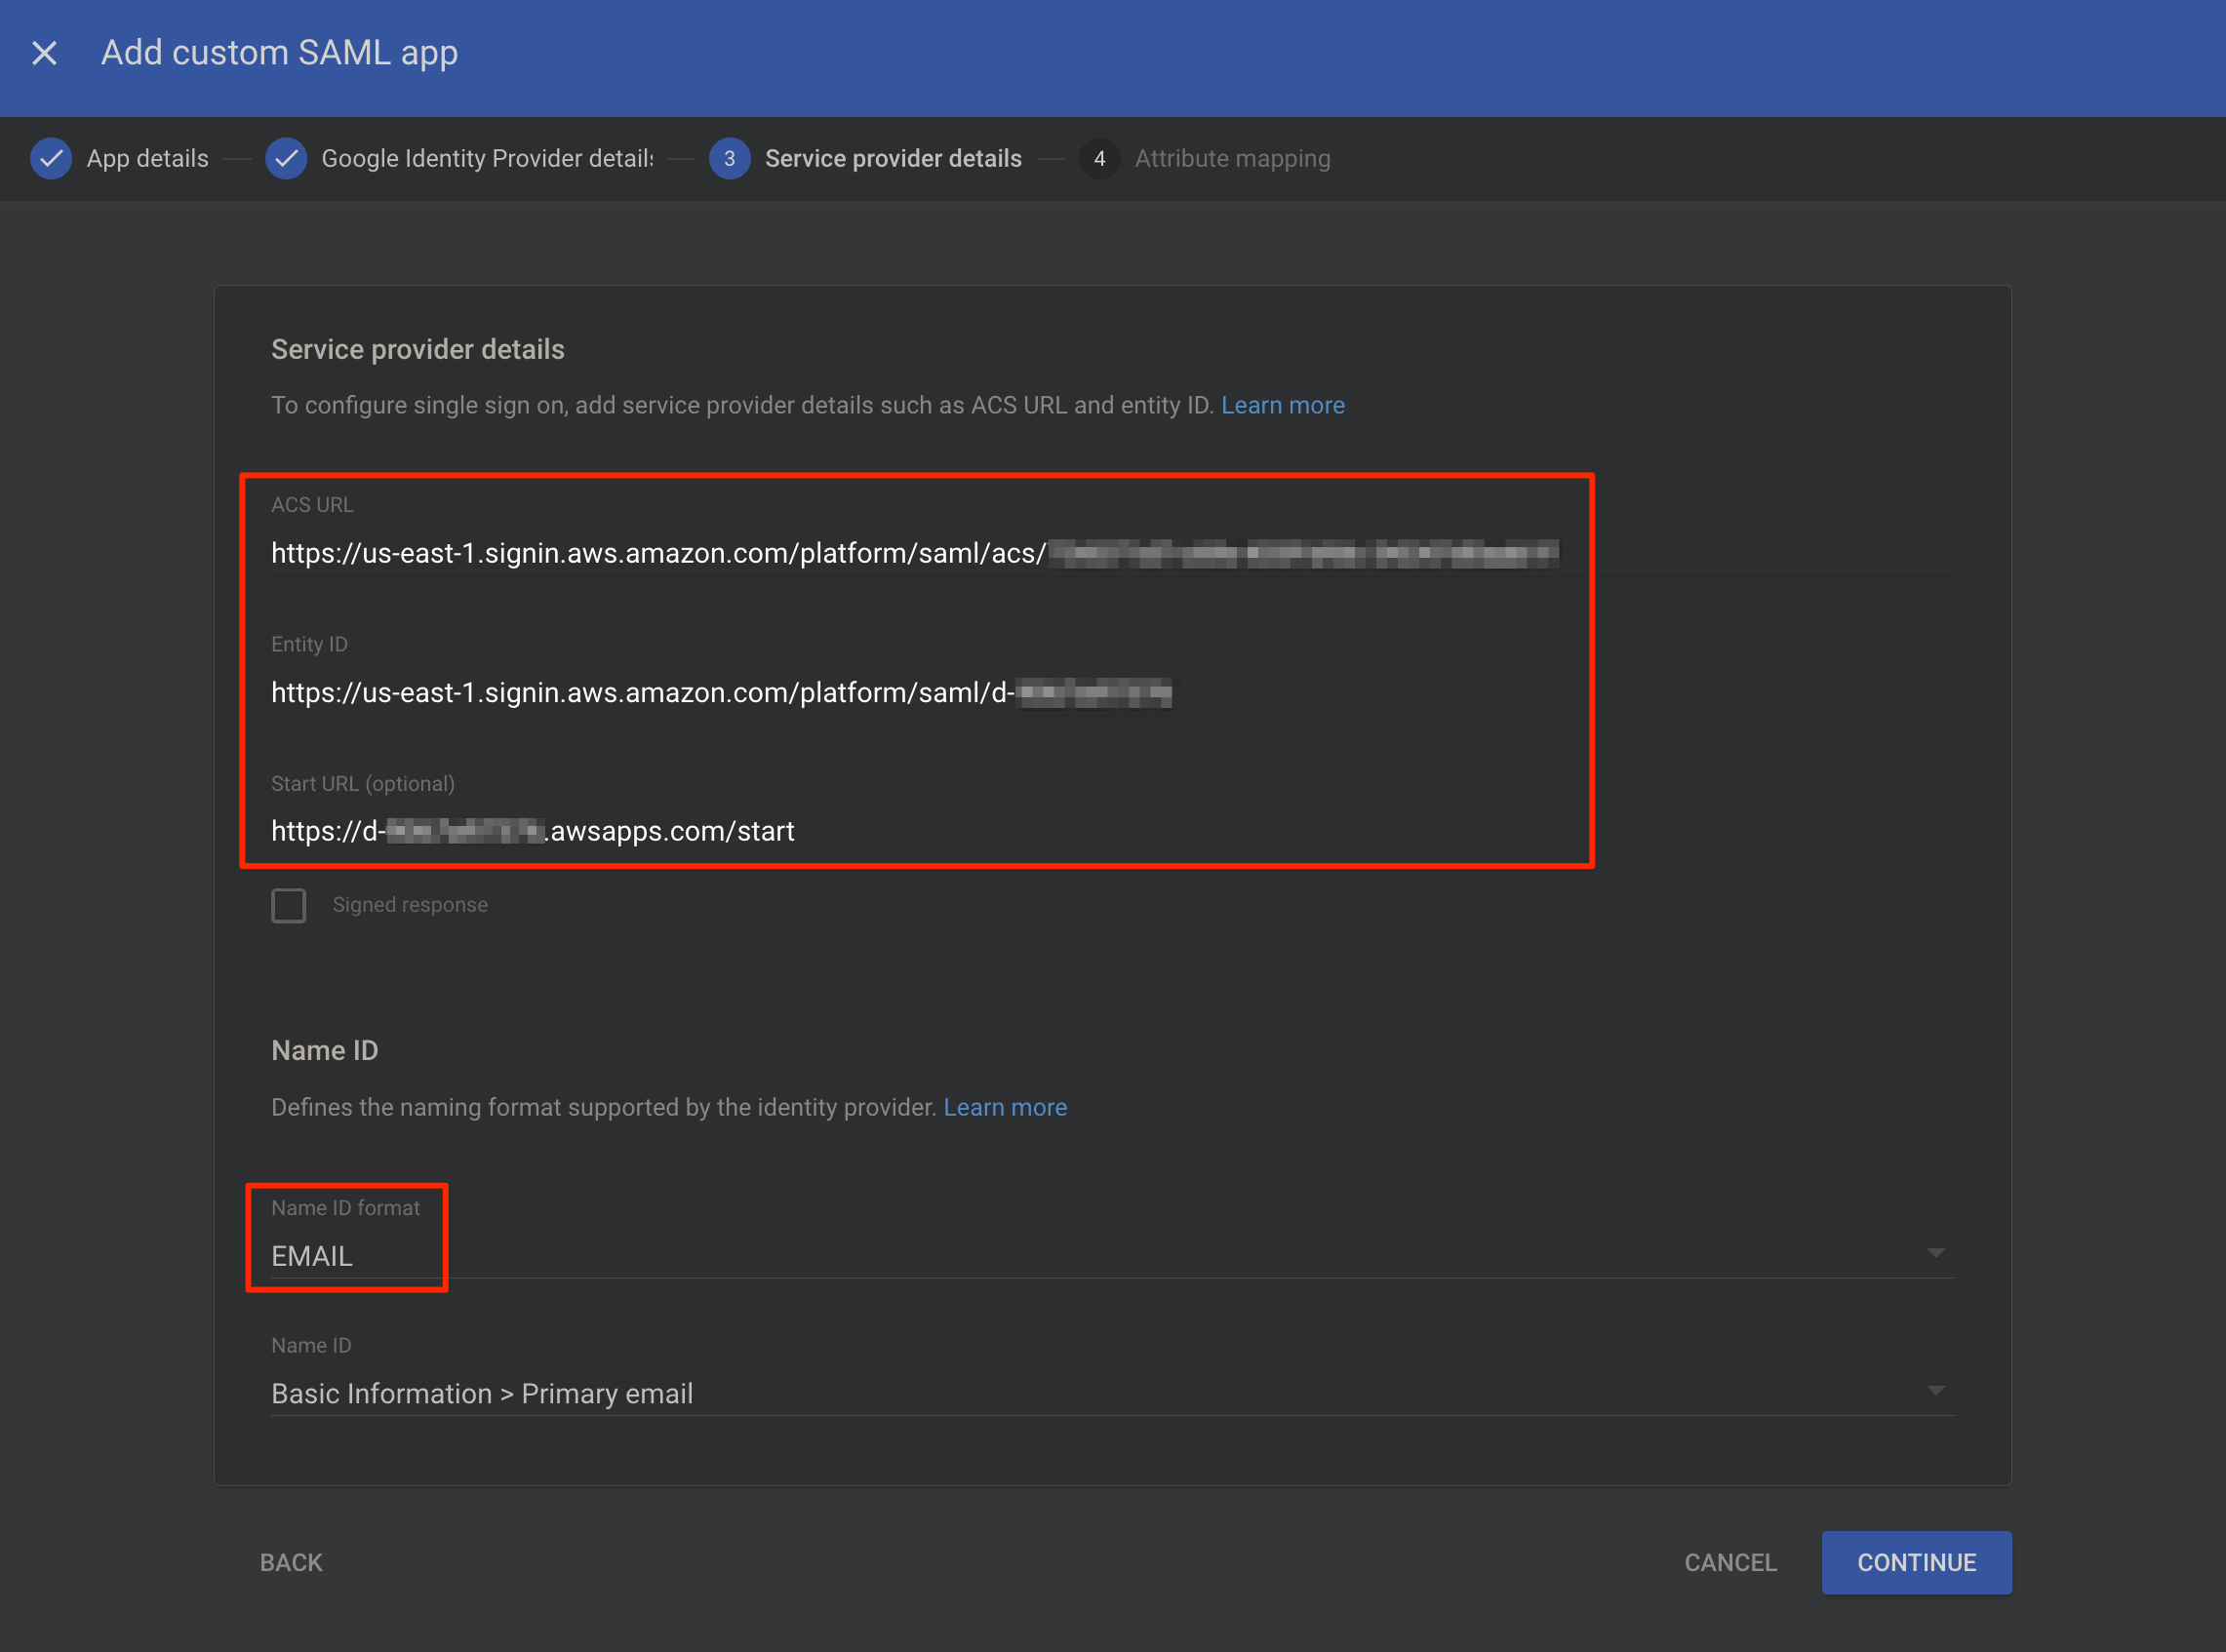 Add custom SAML app
App details
Google Identity Provider details
3
Service provider details
4
Attribute mapping
Service provider details
To configure single sign on, add service provider details such as ACS URL and entity ID. Learn more
ACS URL
https://us-east-1.signin.aws.amazon.com/platform/saml/acs/
Entity ID
https://us-east-1.signin.aws.amazon.com/platform/saml/d-
Start URL (optional)
https://d- .awsapps.com/start
Signed response
Name ID
Defines the naming format supported by the identity provider. Learn more
Name ID format
EMAIL
Name ID
Basic Information > Primary email
BACK
CANCEL
CONTINUE